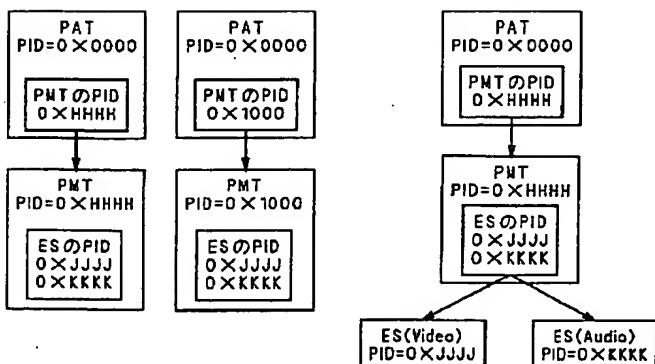 PAT
PID=0×0000
PMTのPID
0×HHHH
PMT
PID=0×HHHH
ESのPID
0×JJJJ
0×KKKK
PAT
PID=0×0000
PMTのPID
0×1000
PMT
PID=0×1000
ESのPID
0×JJJJ
0×KKKK
PAT
PID=0×0000
PMTのPID
0×HHHH
PMT
PID=0×HHHH
ESのPID
0×JJJJ
0×KKKK
ES(Video)
PID=0×JJJJ
ES(Audio)
PID=0×KKKK